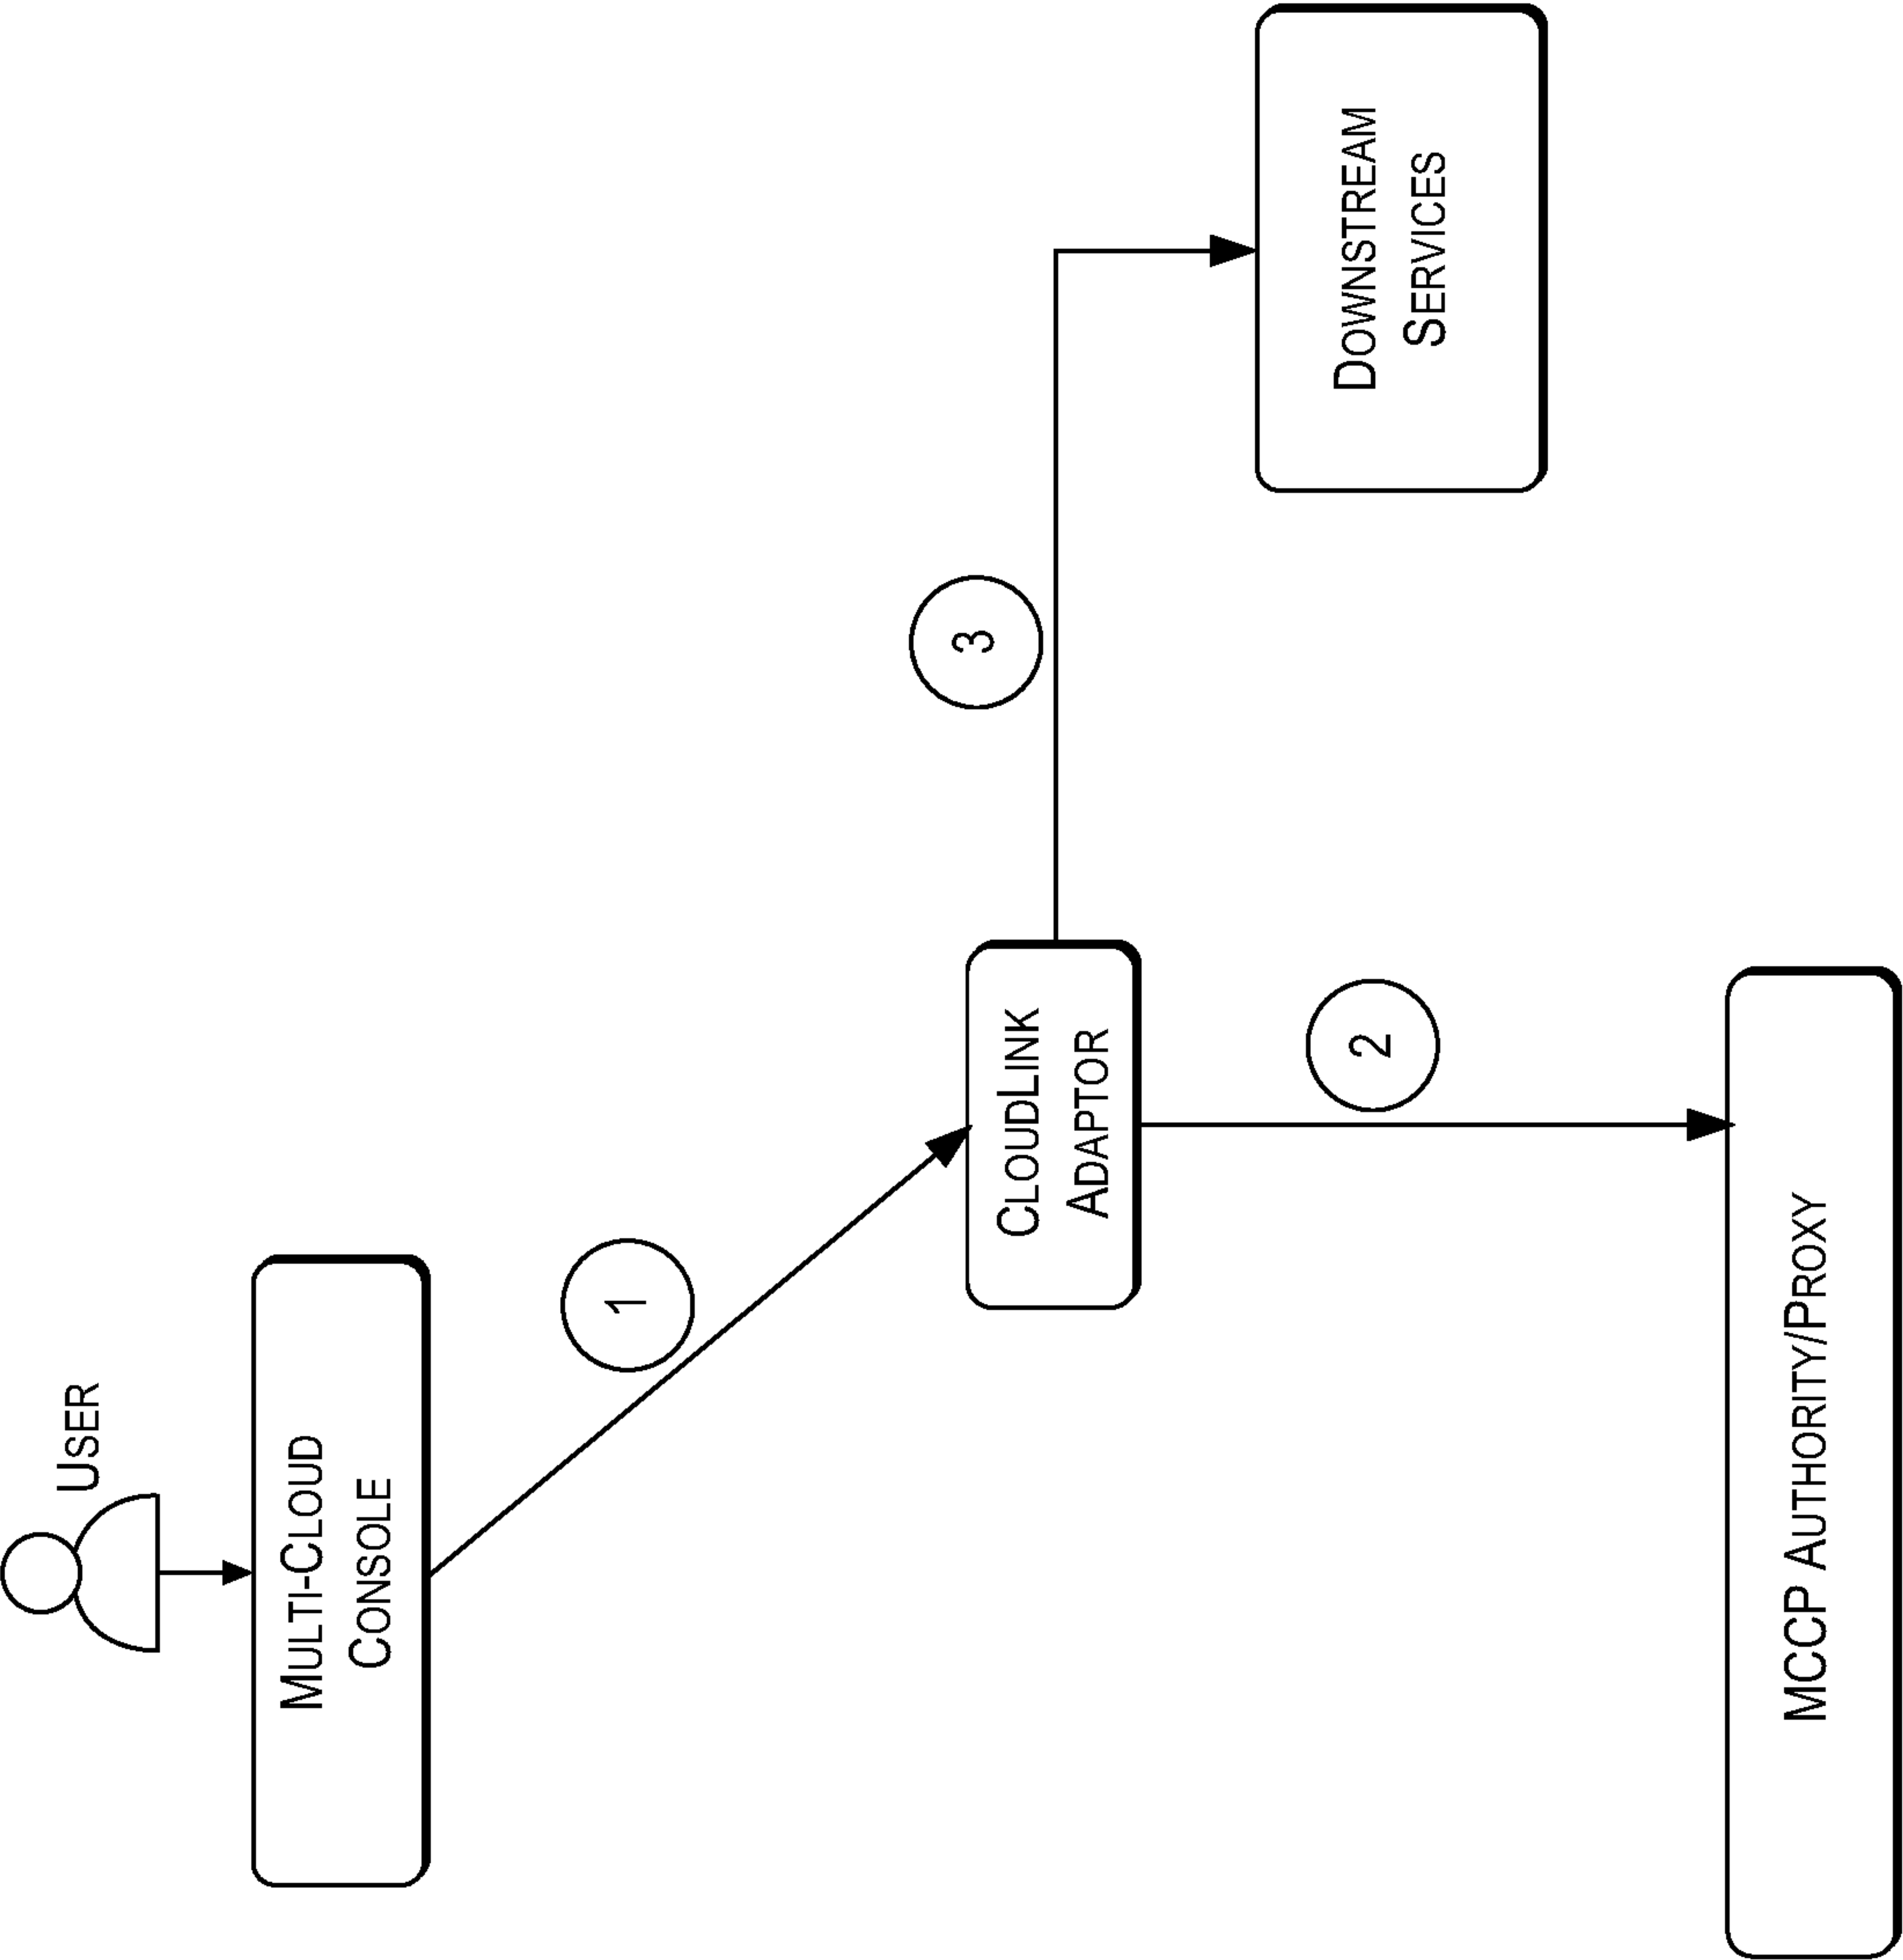 USER
MULTI-CLOUD
CONSOLE
1
CLOUDLINK
ADAPTOR
3
DOWNSTREAM
SERVICES
2
MCCP AUTHORITY/PROXY